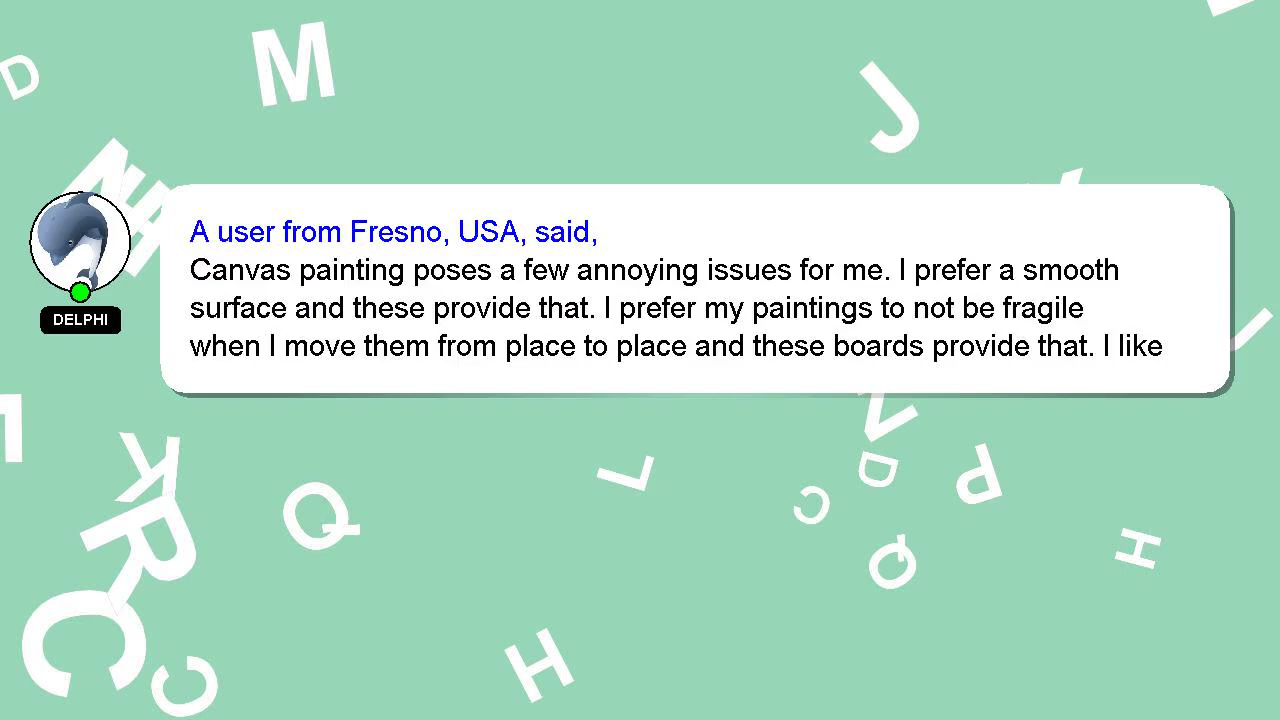 A user from Fresno, USA, said,
Canvas painting poses a few annoying issues for me. I prefer a smooth
surface and these provide that. I prefer my paintings to not be fragile
when I move them from place to place and these boards provide that. I like
DELPHI
M
D
J
Q
L
D
P
C
Q
H
R
C
C
H